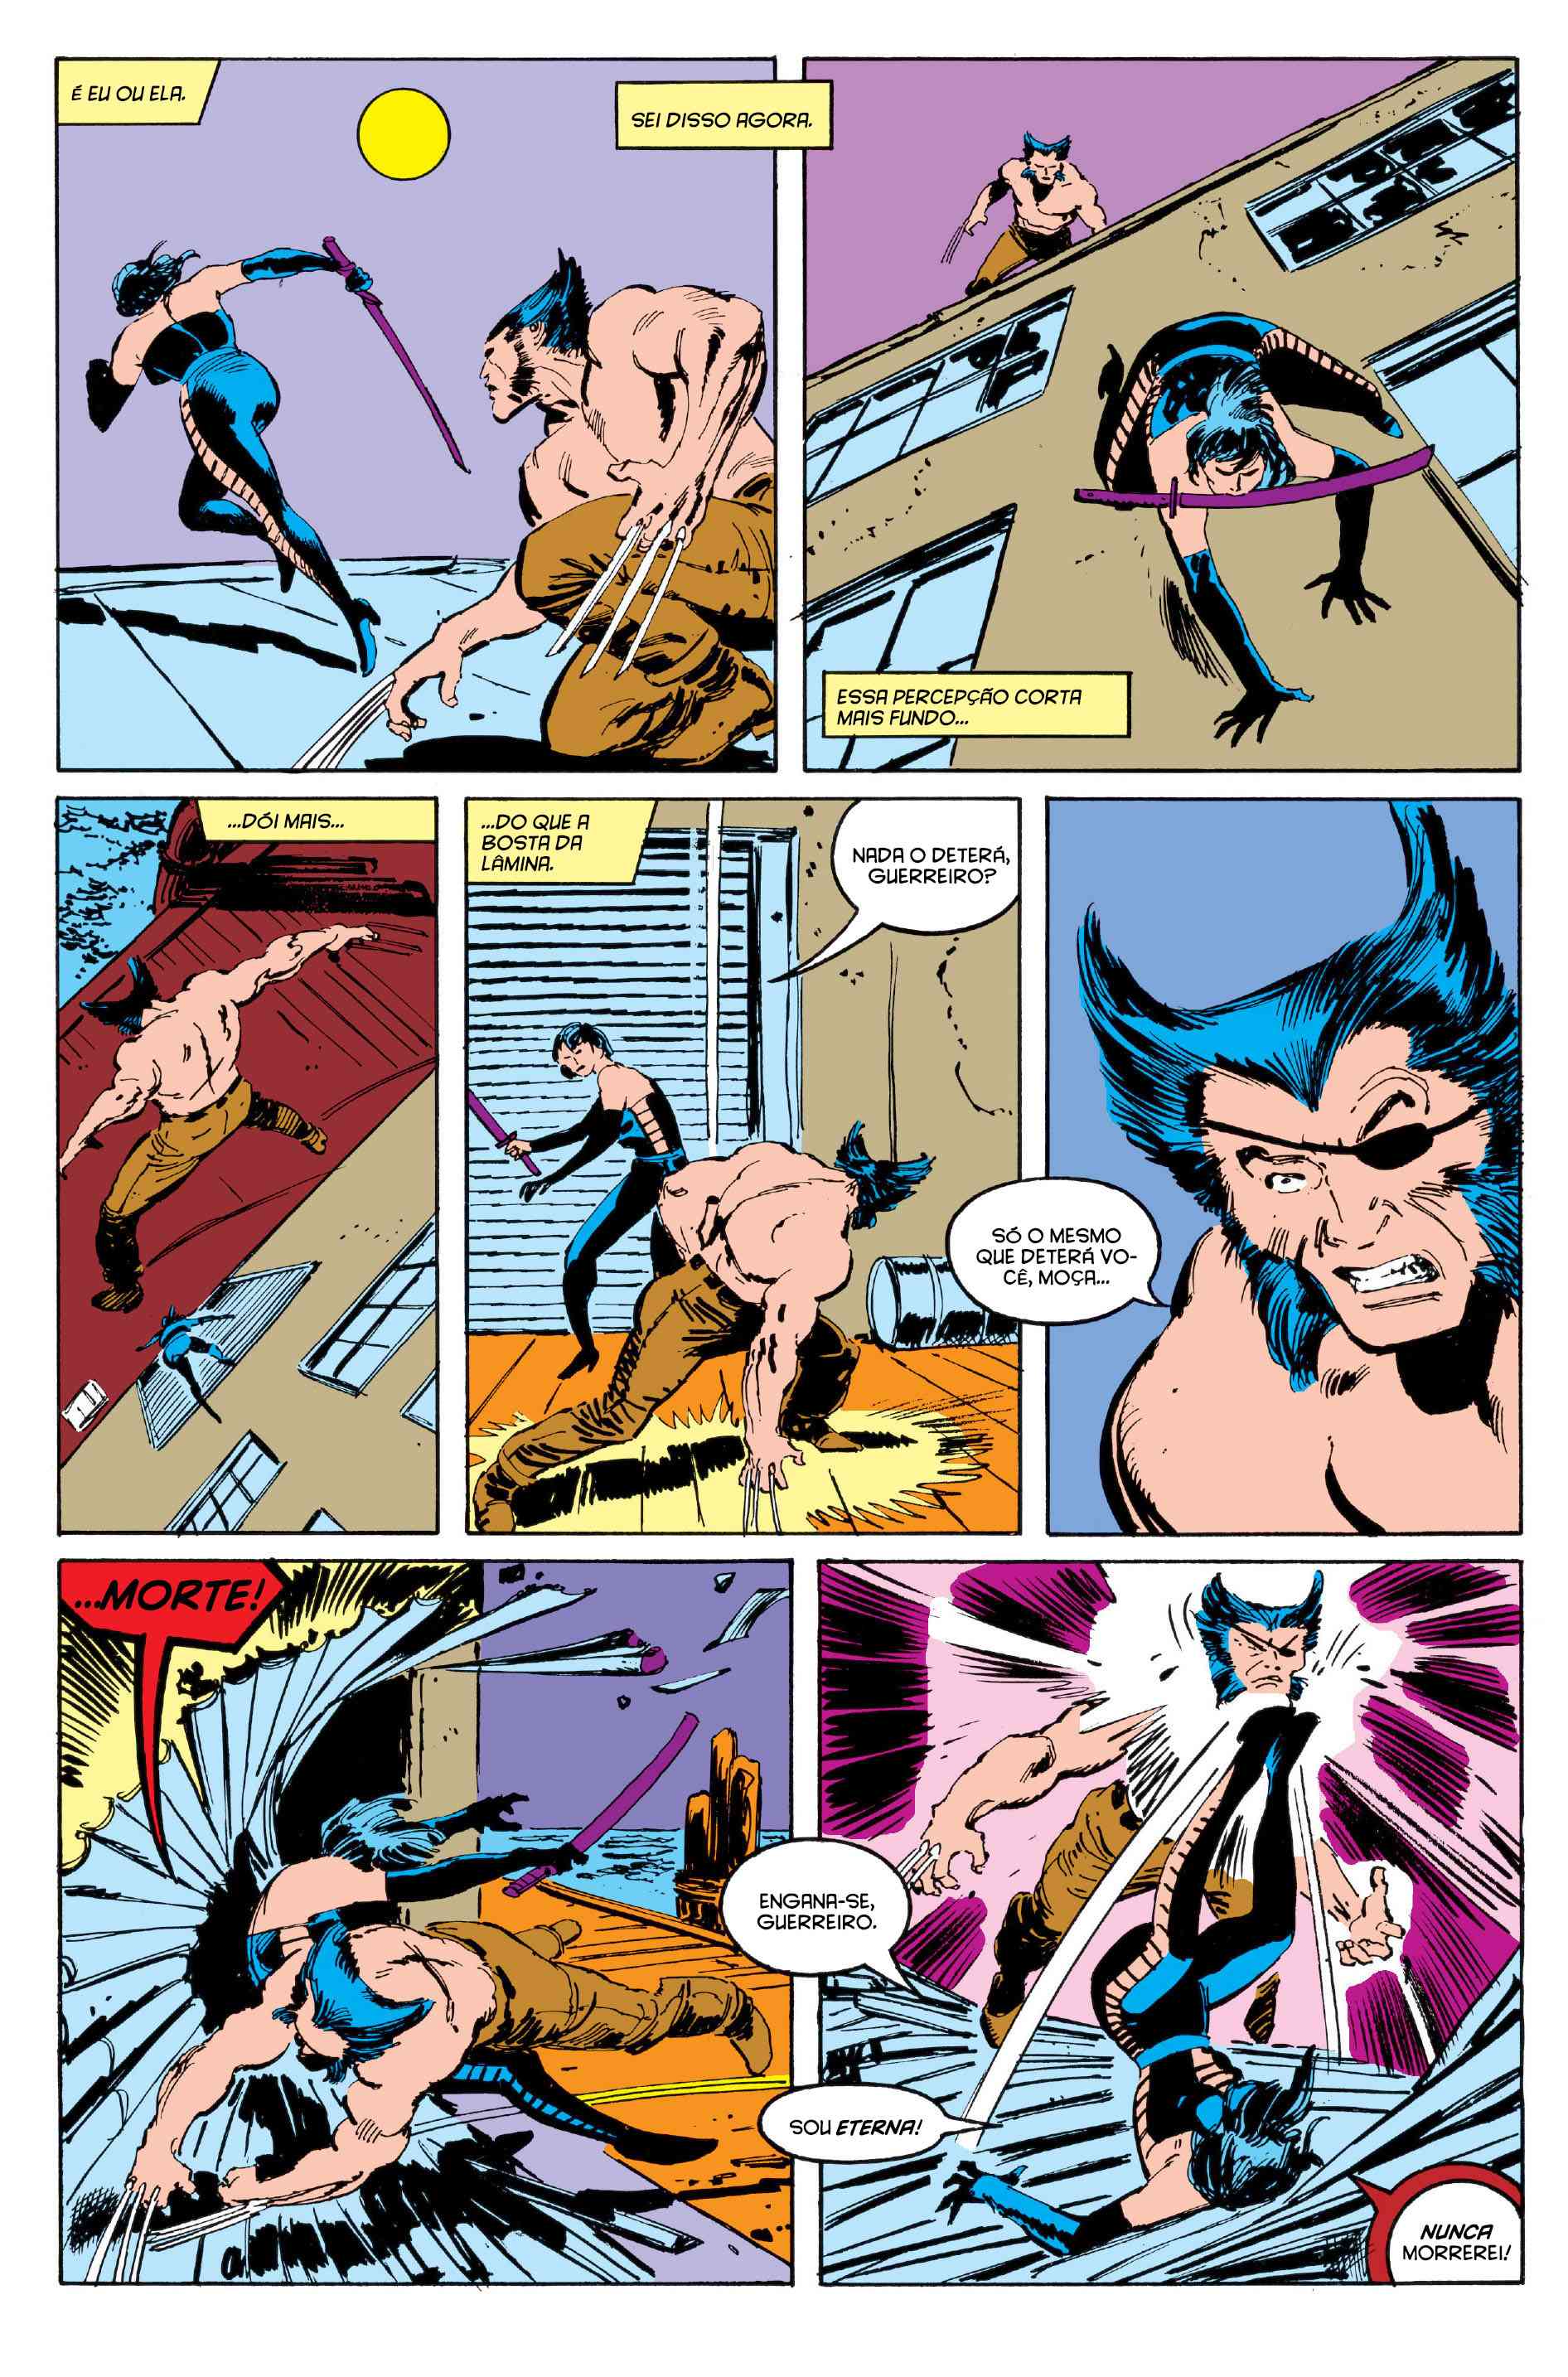 É EU OU ELA.
SEI DISSO AGORA.
ESSA PERCEPÇÃO CORTA
MAIS FUNDO...
...DÓI MAIS...
...DO QUE A
BOSTA DA
LÂMINA.
NADA O DETERÁ,
GUERREIRO?
SÓ O MESMO
QUE DETERÁ VO-
CÊ, MOÇA...
...MORTE!
ENGANA-SE,
GUERREIRO.
SOU ETERNA!
NUNCA
MORREREI!